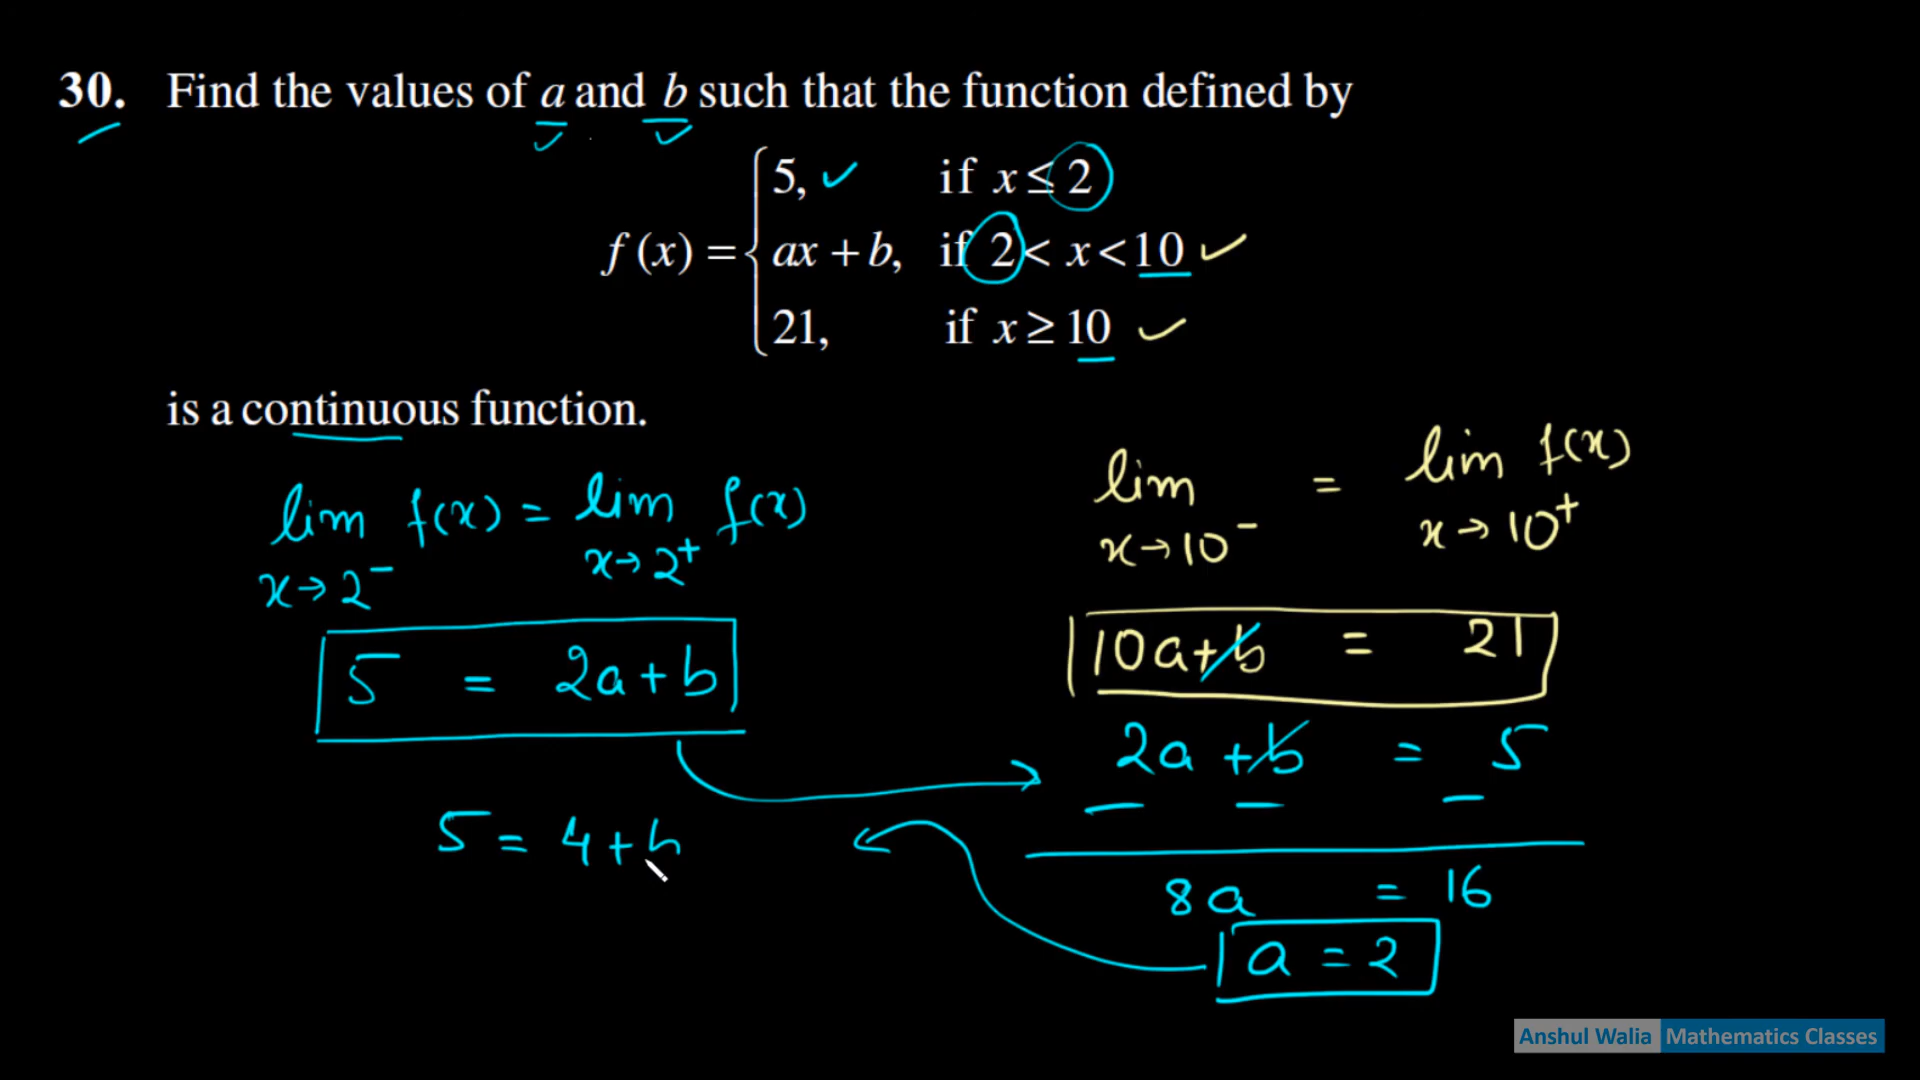 30. Find the values of a and b such that the function defined by
f(x) = { 5, if x ≤ 2
ax + b, if 2 < x < 10
21, if x ≥ 10
is a continuous function.
lim x→2⁻ f(x) = lim x→2⁺ f(x)
5 = 2a + b
5 = 4 + b
lim x→10⁻ = lim x→10⁺ f(x)
10a + b = 21
2a + b = 5
— — —
8a = 16
a = 2
Anshul Walia Mathematics Classes